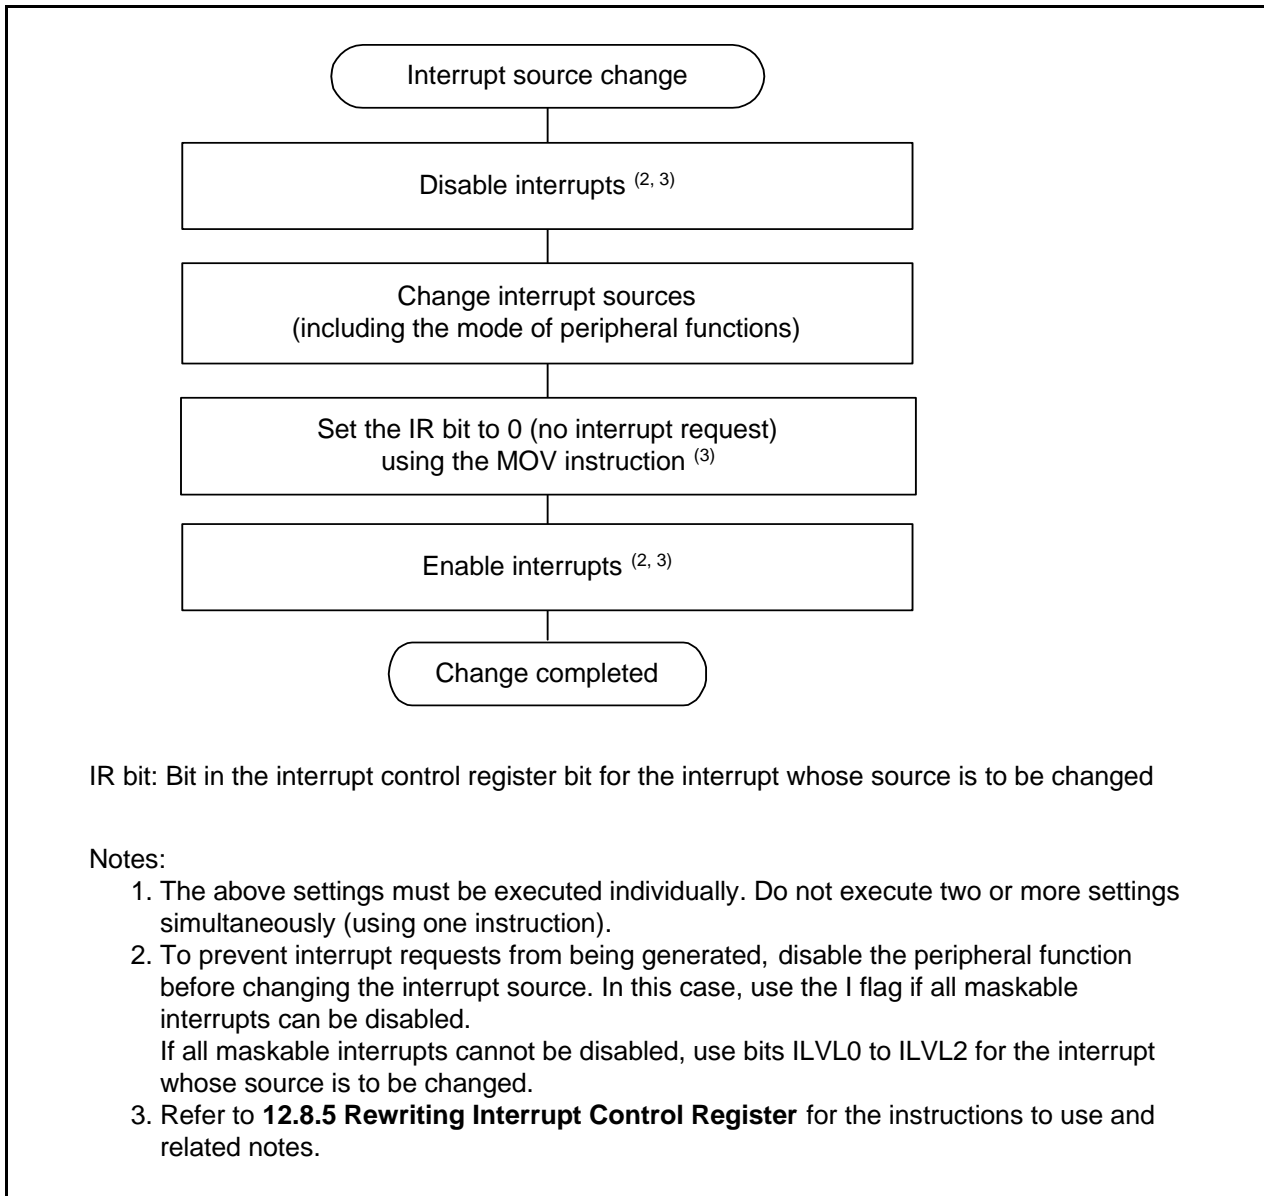 Interrupt source change
Disable interrupts (2, 3)
Change interrupt sources
(including the mode of peripheral functions)
Set the IR bit to 0 (no interrupt request)
using the MOV instruction (3)
Enable interrupts (2, 3)
Change completed
IR bit: Bit in the interrupt control register bit for the interrupt whose source is to be changed
Notes:
1. The above settings must be executed individually. Do not execute two or more settings
simultaneously (using one instruction).
2. To prevent interrupt requests from being generated, disable the peripheral function
before changing the interrupt source. In this case, use the I flag if all maskable
interrupts can be disabled.
If all maskable interrupts cannot be disabled, use bits ILVL0 to ILVL2 for the interrupt
whose source is to be changed.
3. Refer to 12.8.5 Rewriting Interrupt Control Register for the instructions to use and
related notes.